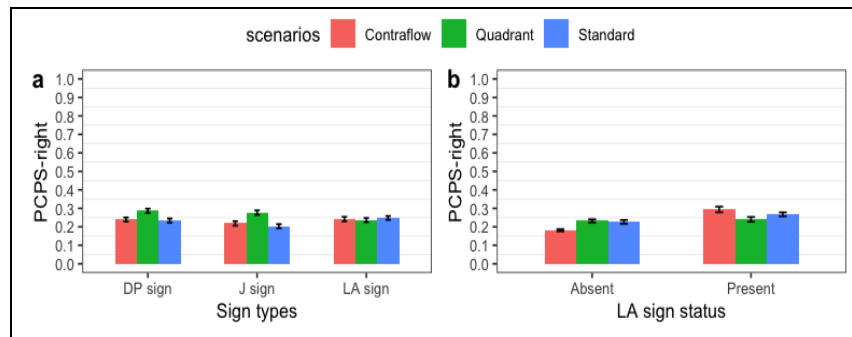 scenarios Contraflow Quadrant Standard
a
PCPS-right
1.0
0.9
0.8
0.7
0.6
0.5
0.4
0.3
0.2
0.1
0.0
DP sign J sign LA sign
Sign types
b
PCPS-right
1.0
0.9
0.8
0.7
0.6
0.5
0.4
0.3
0.2
0.1
0.0
Absent Present
LA sign status